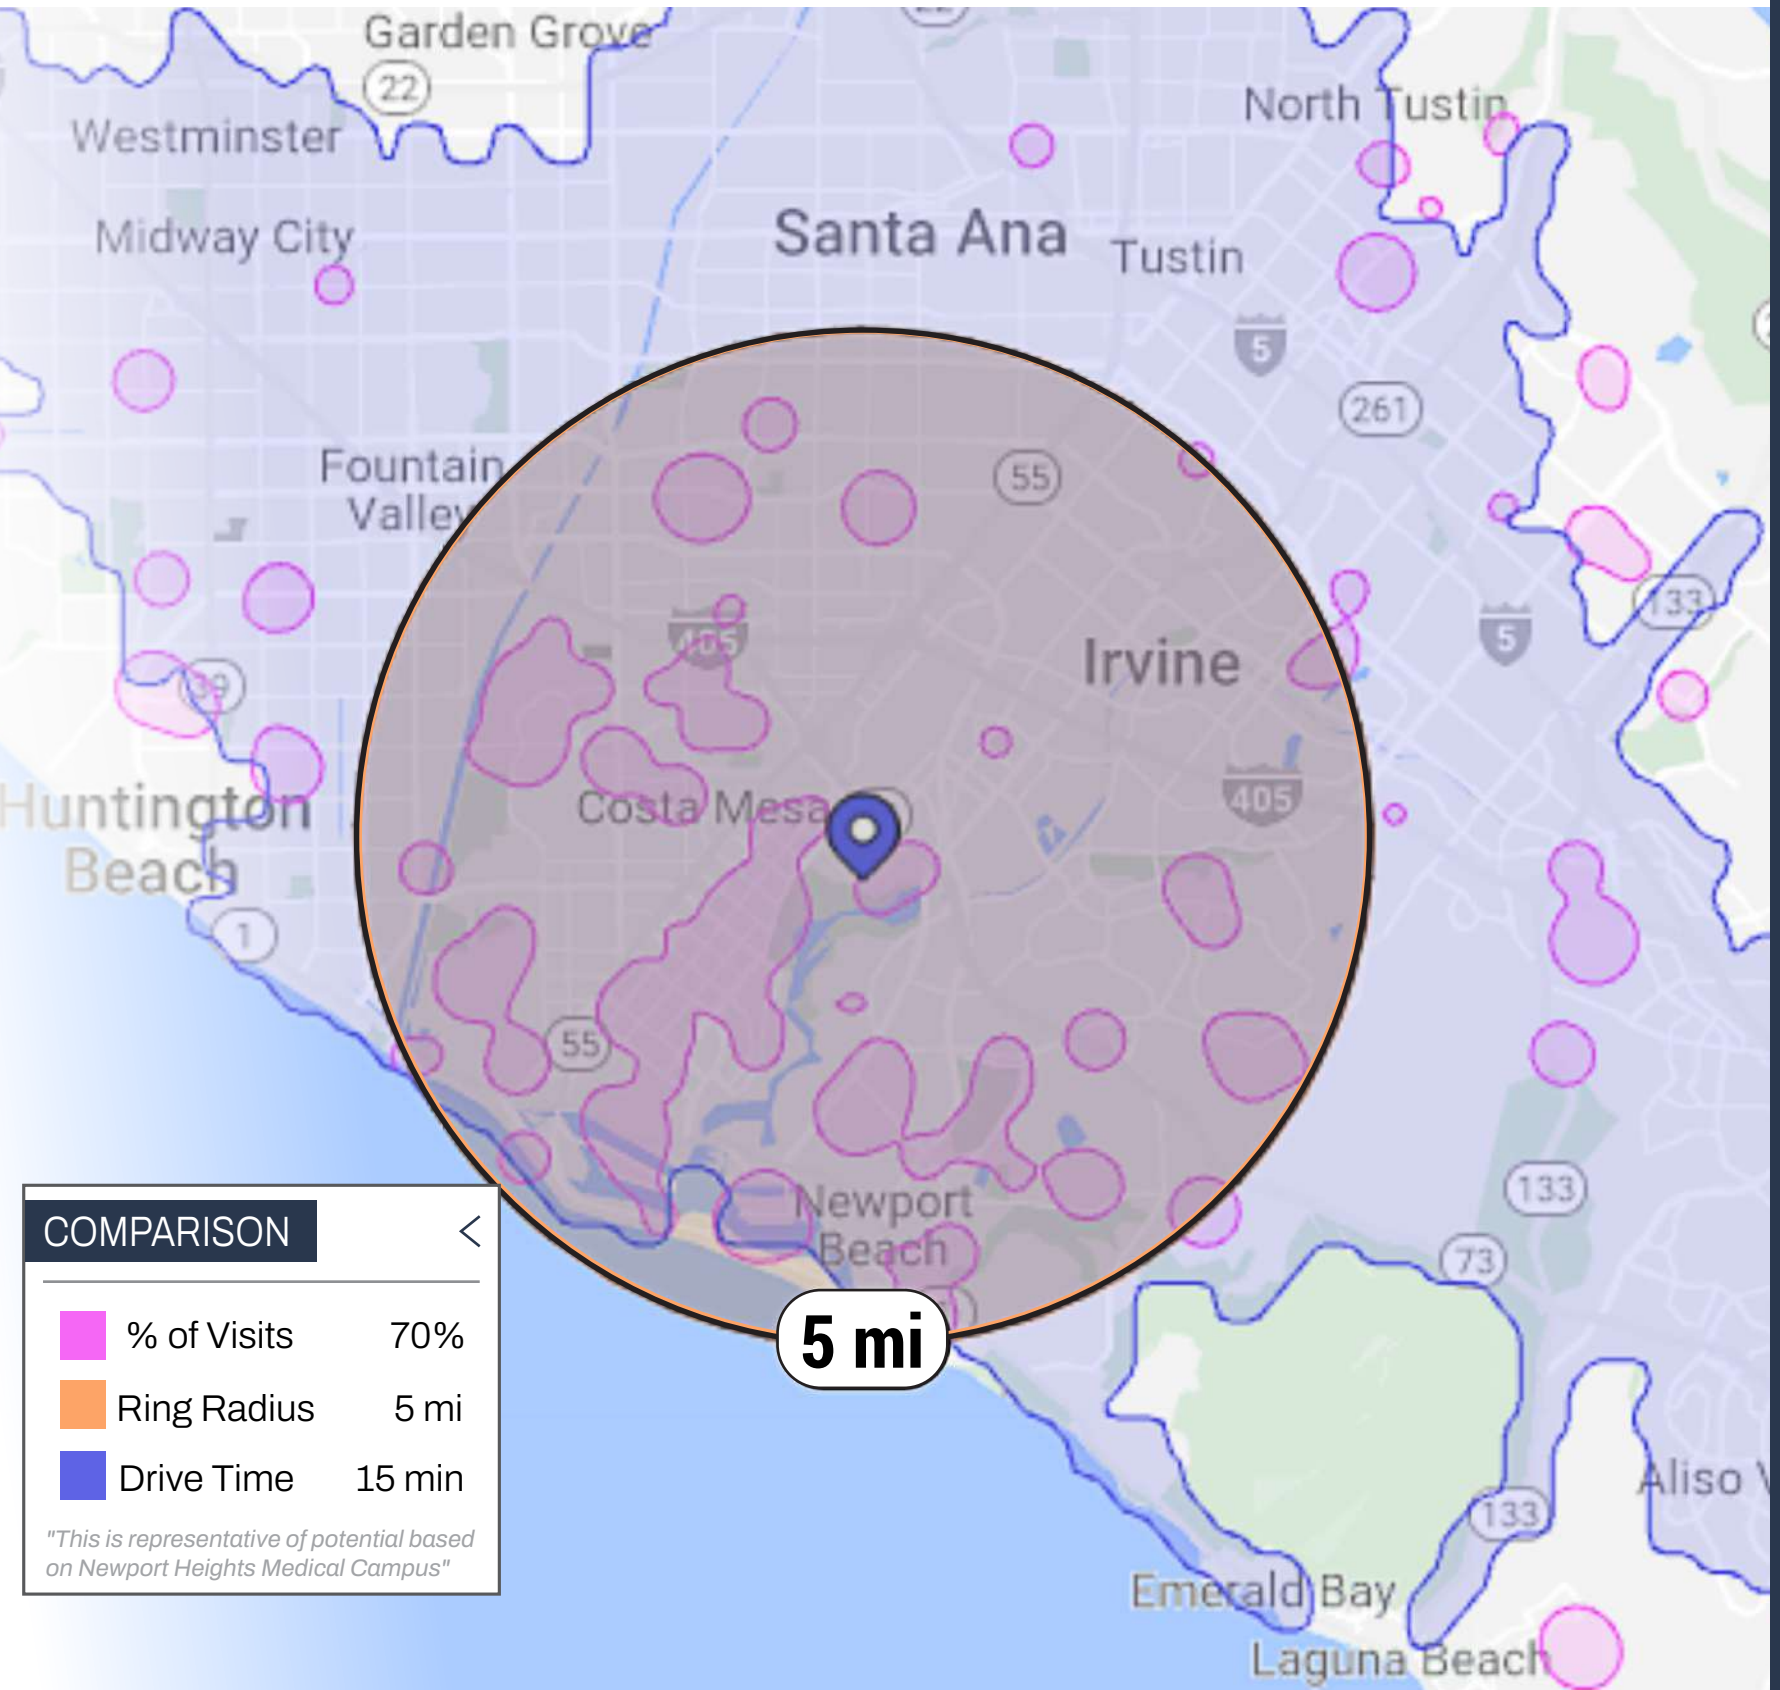 Garden Grove
22
Westminster
North Tustin
Midway City
Santa Ana
Tustin
5
261
Fountain
Valley
55
405
133
5
Irvine
39
Costa Mesa
405
Huntington
Beach
1
55
Newport
Beach
133
73
5 mi
COMPARISON <
% of Visits 70%
Ring Radius 5 mi
Drive Time 15 min
"This is representative of potential based
on Newport Heights Medical Campus"
Aliso
133
Emerald Bay
Laguna Beach